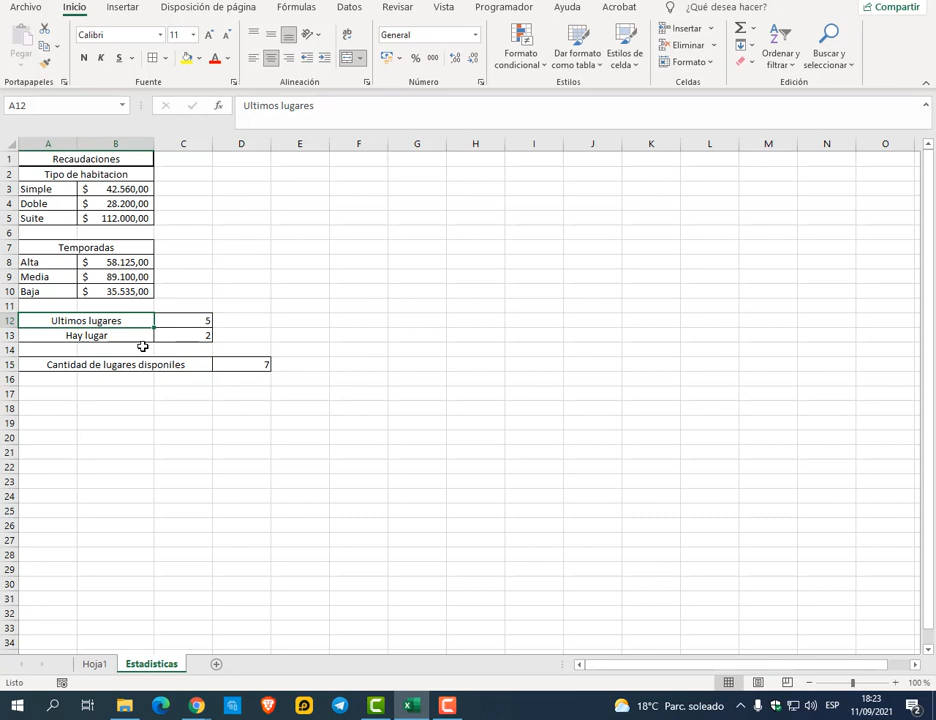 Archivo Inicio Insertar Disposición de página Fórmulas Datos Revisar Vista Programador Ayuda Acrobat ¿Qué desea hacer? Compartir
Pegar
Calibri 11
N K S
General
% 000
Formato condicional
Dar formato como tabla
Estilos de celda
Insertar
Eliminar
Formato
Ordenar y filtrar
Buscar y seleccionar
Portapapeles Fuente Alineación Número Estilos Celdas Edición
A12 fx Ultimos lugares
A B C D E F G H I J K L M N O
1 Recaudaciones
2 Tipo de habitacion
3 Simple $ 42.560,00
4 Doble $ 28.200,00
5 Suite $ 112.000,00
6
7 Temporadas
8 Alta $ 58.125,00
9 Media $ 89.100,00
10 Baja $ 35.535,00
11
12 Ultimos lugares 5
13 Hay lugar 2
14
15 Cantidad de lugares disponiles 7
16
17
18
19
20
21
22
23
24
25
26
27
28
29
30
31
32
33
34
Hoja1 Estadisticas
Listo 100 %
18°C Parc. soleado ESP 18:23
11/09/2021 2